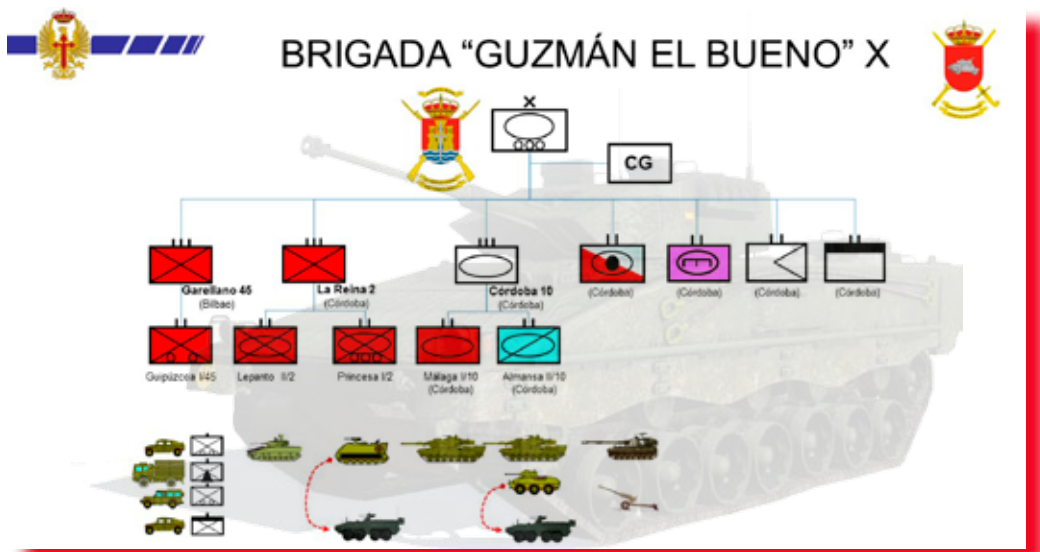 BRIGADA “GUZMÁN EL BUENO” X
CG
Garellano 45
(Bilbao)
La Reina 2
(Córdoba)
Córdoba 10
(Córdoba)
(Córdoba)
(Córdoba)
(Córdoba)
(Córdoba)
Guipúzcoa I/45
Lepanto II/2
Princesa I/2
Málaga I/10
(Córdoba)
Almansa II/10
(Córdoba)